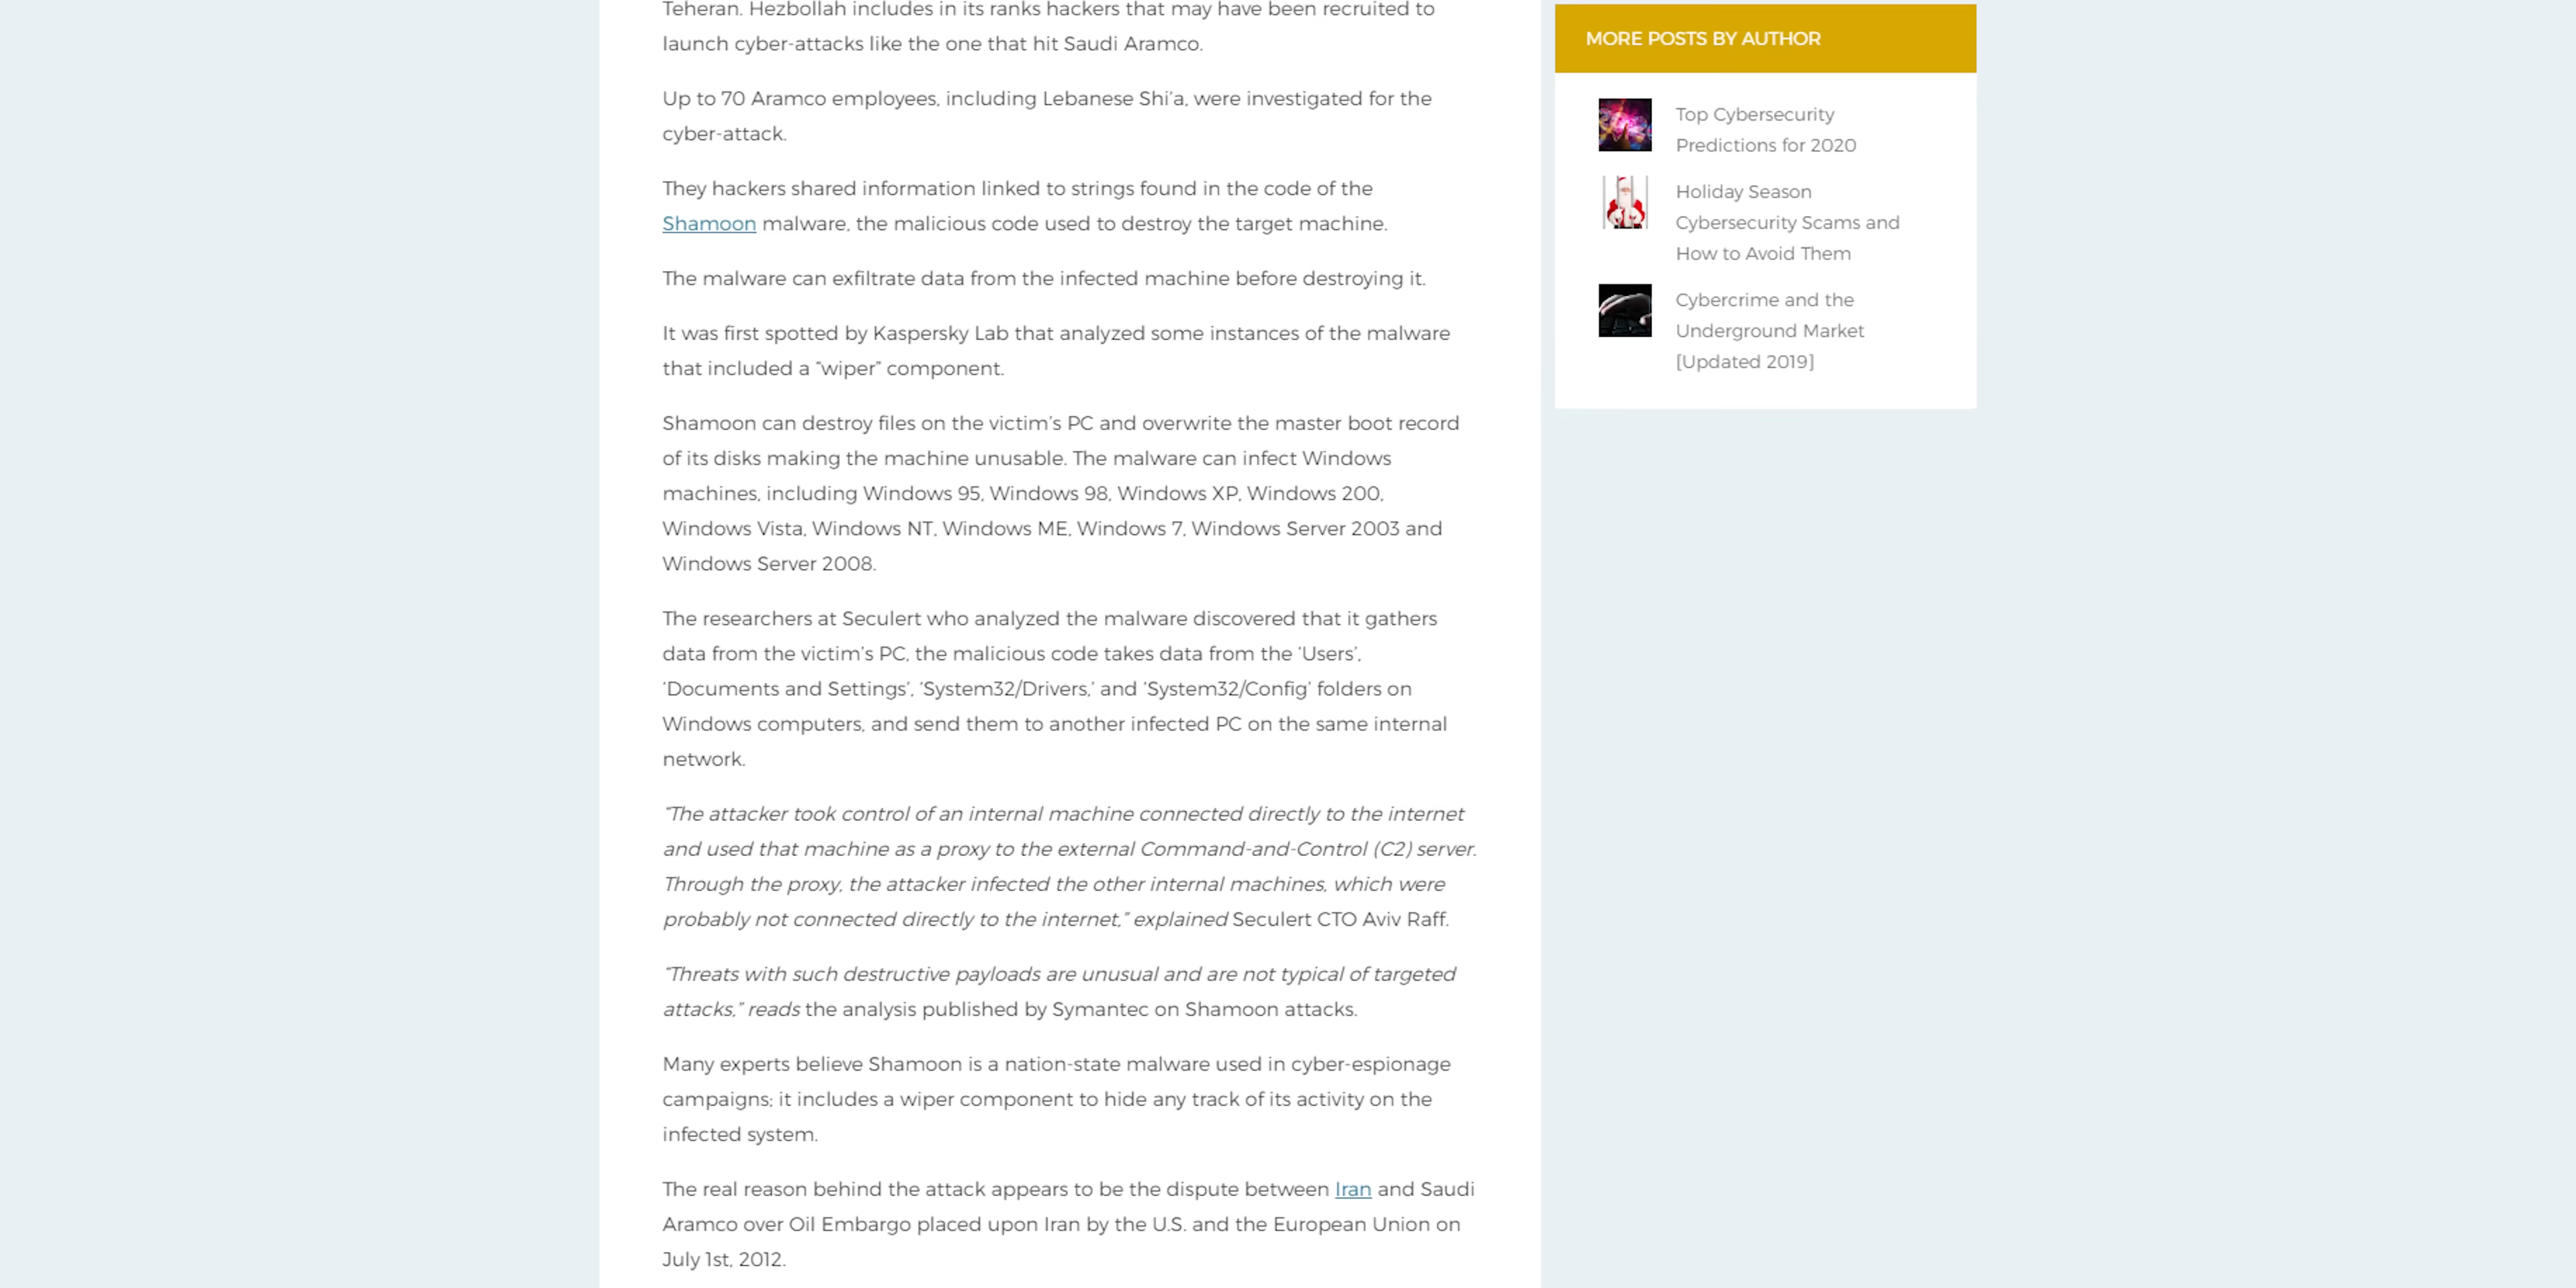 Teheran. Hezbollah includes in its ranks hackers that may have been recruited to
launch cyber-attacks like the one that hit Saudi Aramco.
Up to 70 Aramco employees, including Lebanese Shi’a, were investigated for the
cyber-attack.
They hackers shared information linked to strings found in the code of the
Shamoon malware, the malicious code used to destroy the target machine.
The malware can exfiltrate data from the infected machine before destroying it.
It was first spotted by Kaspersky Lab that analyzed some instances of the malware
that included a “wiper” component.
Shamoon can destroy files on the victim’s PC and overwrite the master boot record
of its disks making the machine unusable. The malware can infect Windows
machines, including Windows 95, Windows 98, Windows XP, Windows 200,
Windows Vista, Windows NT, Windows ME, Windows 7, Windows Server 2003 and
Windows Server 2008.
The researchers at Seculert who analyzed the malware discovered that it gathers
data from the victim’s PC, the malicious code takes data from the ‘Users’,
‘Documents and Settings’, ‘System32/Drivers,’ and ‘System32/Config’ folders on
Windows computers, and send them to another infected PC on the same internal
network.
“The attacker took control of an internal machine connected directly to the internet
and used that machine as a proxy to the external Command-and-Control (C2) server.
Through the proxy, the attacker infected the other internal machines, which were
probably not connected directly to the internet,” explained Seculert CTO Aviv Raff.
“Threats with such destructive payloads are unusual and are not typical of targeted
attacks,” reads the analysis published by Symantec on Shamoon attacks.
Many experts believe Shamoon is a nation-state malware used in cyber-espionage
campaigns; it includes a wiper component to hide any track of its activity on the
infected system.
The real reason behind the attack appears to be the dispute between Iran and Saudi
Aramco over Oil Embargo placed upon Iran by the U.S. and the European Union on
July 1st, 2012.
MORE POSTS BY AUTHOR
Top Cybersecurity
Predictions for 2020
Holiday Season
Cybersecurity Scams and
How to Avoid Them
Cybercrime and the
Underground Market
[Updated 2019]